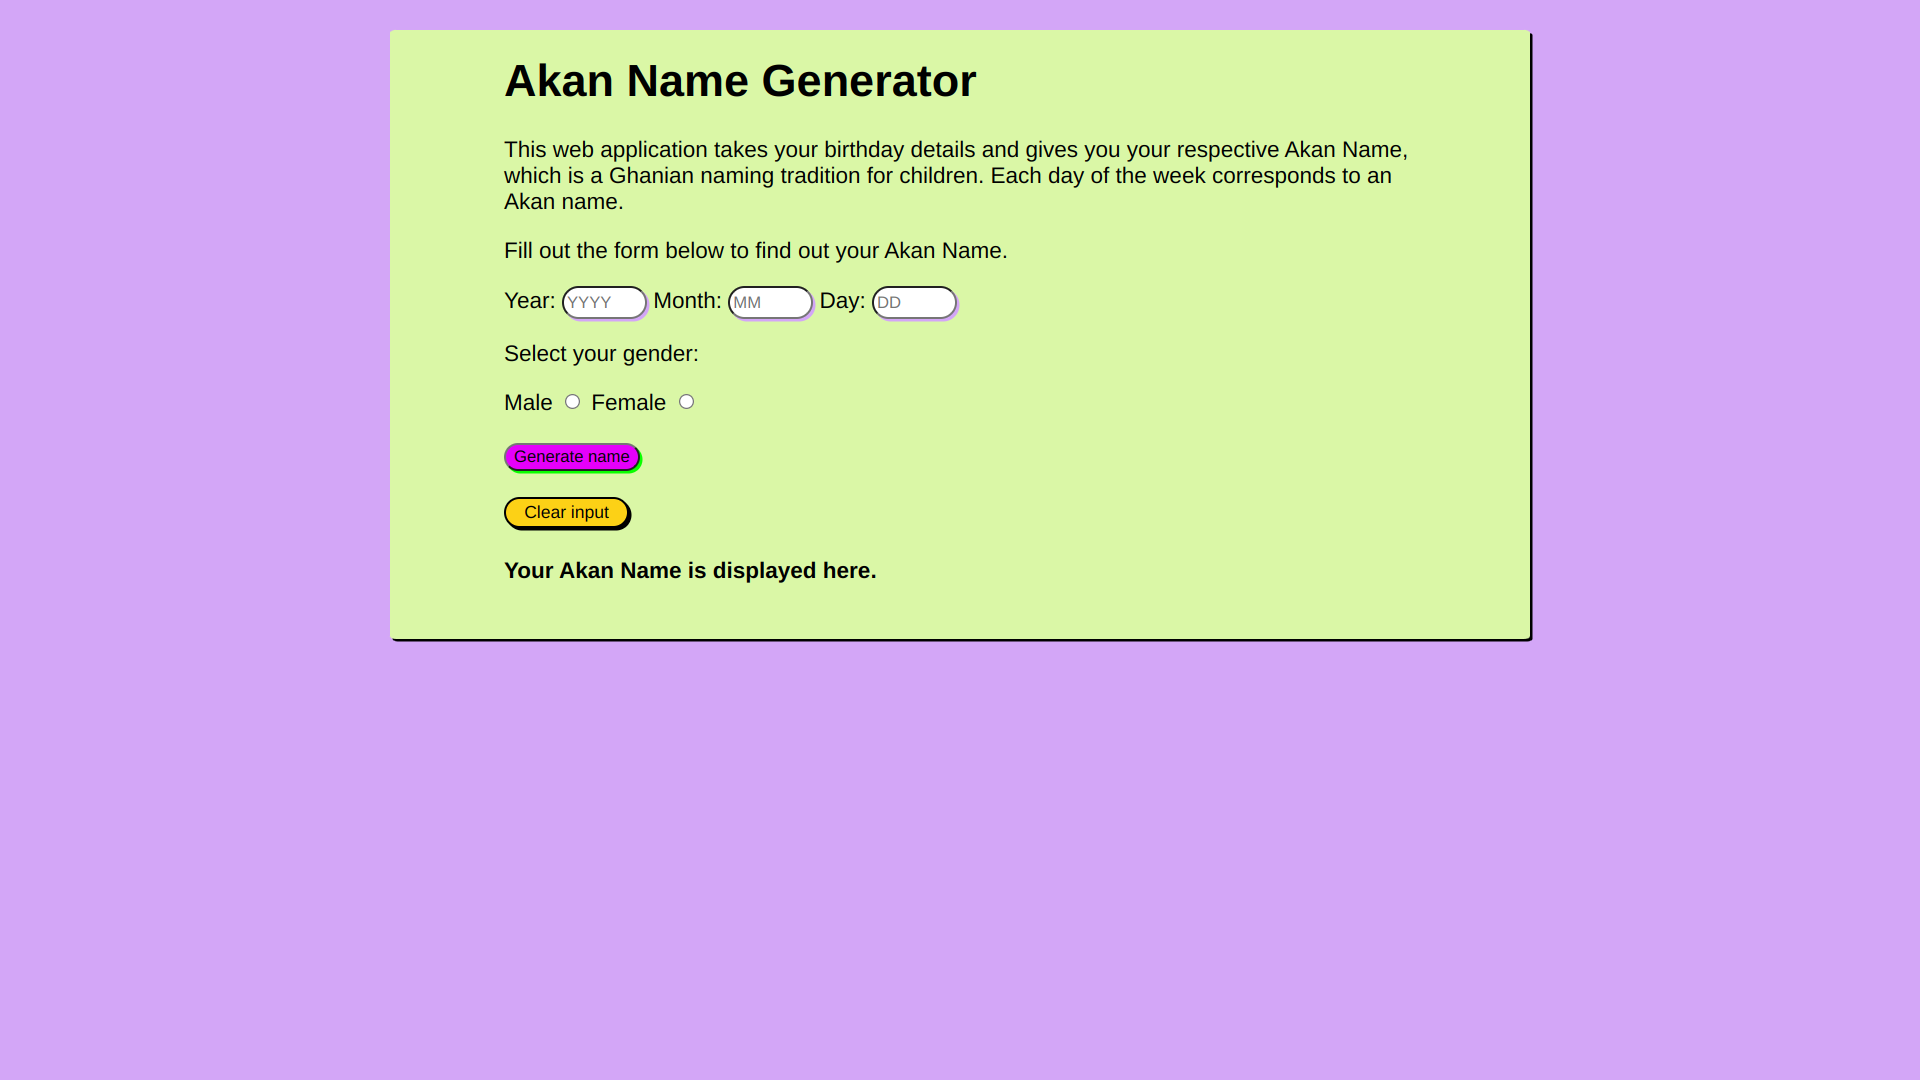 Akan Name Generator
This web application takes your birthday details and gives you your respective Akan Name,
which is a Ghanian naming tradition for children. Each day of the week corresponds to an
Akan name.
Fill out the form below to find out your Akan Name.
Year: YYYY Month: MM Day: DD
Select your gender:
Male Female
Generate name
Clear input
Your Akan Name is displayed here.